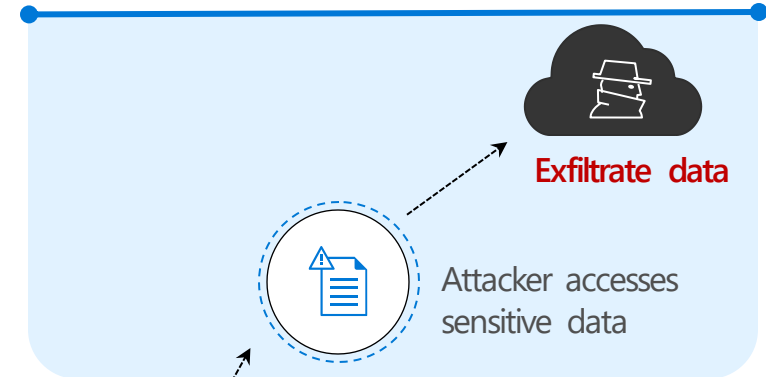 Exfiltrate data
Attacker accesses
sensitive data